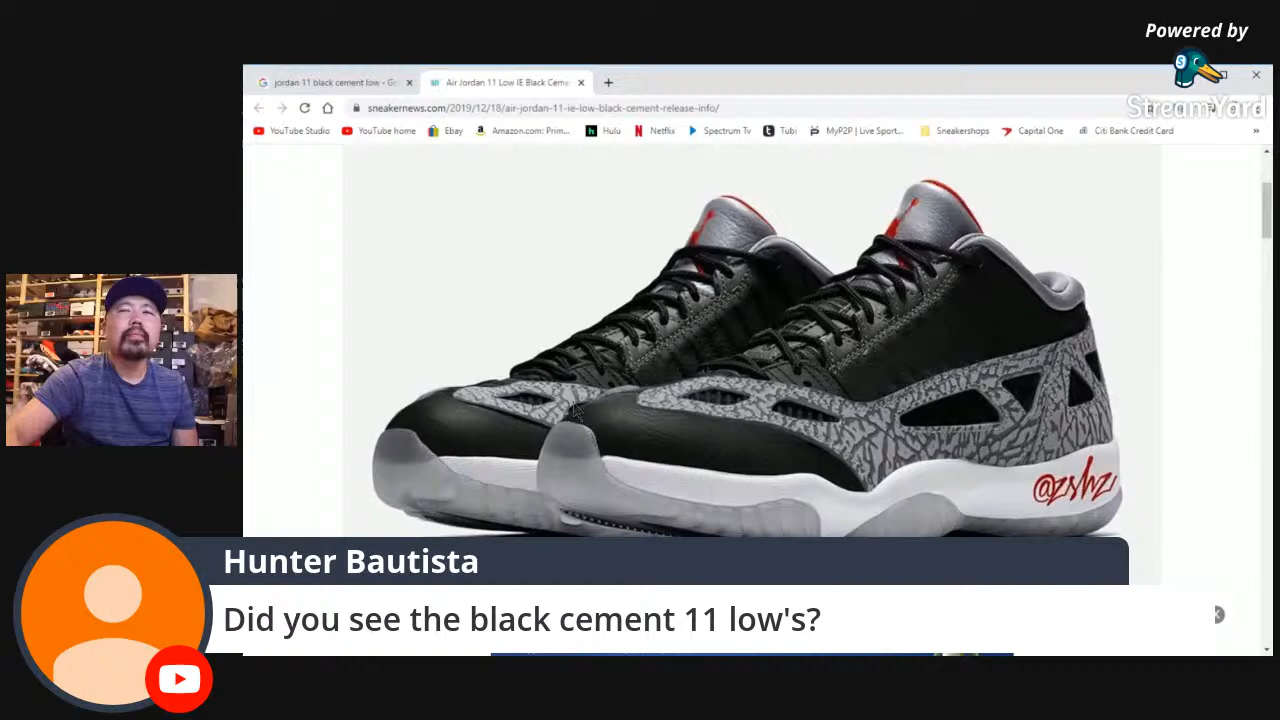 Powered by
StreamYard
jordan 11 black cement low - Go
Air Jordan 11 Low IE Black Ceme
sneakernews.com/2019/12/18/air-jordan-11-ie-low-black-cement-release-info/
YouTube Studio
YouTube home
Ebay
Amazon.com: Prim...
Hulu
Netflix
Spectrum Tv
Tubi
MyP2P | Live Sport...
Sneakershops
Capital One
Citi Bank Credit Card
@zshz
Hunter Bautista
Did you see the black cement 11 low's?